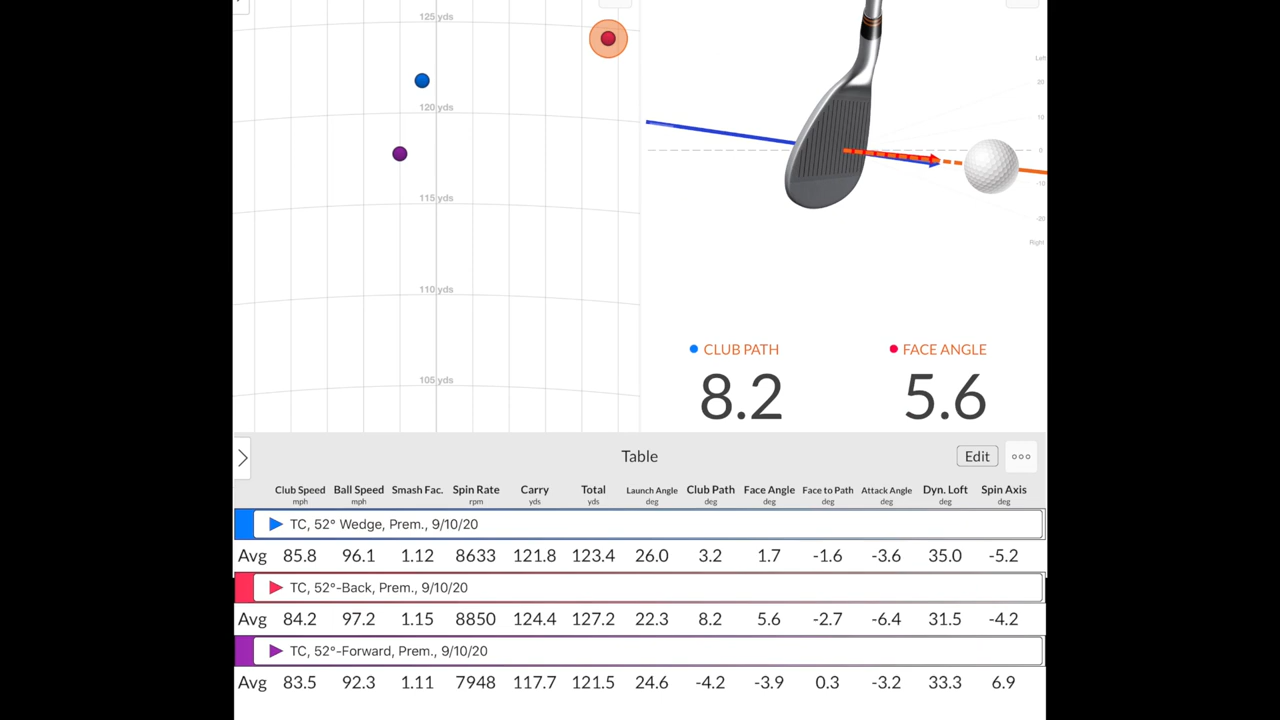 125 yds
120 yds
115 yds
110 yds
105 yds
Left
20
10
0
-10
-20
Right
CLUB PATH FACE ANGLE
8.2 5.6
Table Edit
Club Speed Ball Speed Smash Fac. Spin Rate Carry Total Launch Angle Club Path Face Angle Face to Path Attack Angle Dyn. Loft Spin Axis
mph mph rpm yds yds deg deg deg deg deg deg deg
TC, 52° Wedge, Prem., 9/10/20
Avg 85.8 96.1 1.12 8633 121.8 123.4 26.0 3.2 1.7 -1.6 -3.6 35.0 -5.2
TC, 52°-Back, Prem., 9/10/20
Avg 84.2 97.2 1.15 8850 124.4 127.2 22.3 8.2 5.6 -2.7 -6.4 31.5 -4.2
TC, 52°-Forward, Prem., 9/10/20
Avg 83.5 92.3 1.11 7948 117.7 121.5 24.6 -4.2 -3.9 0.3 -3.2 33.3 6.9